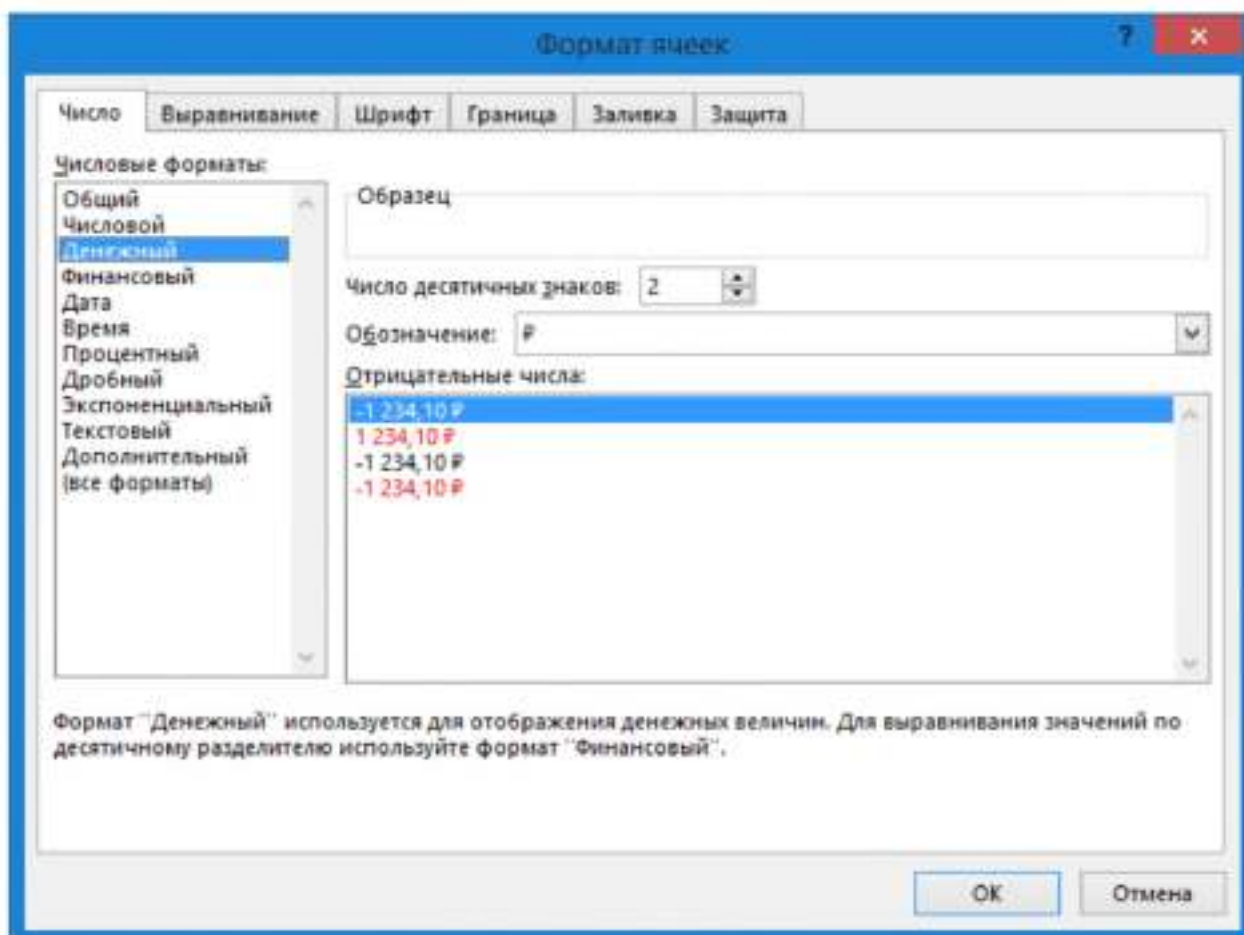 Формат ячеек
?
Число Выравнивание Шрифт Граница Заливка Защита
Числовые форматы:
Общий
Числовой
Денежный
Финансовый
Дата
Время
Процентный
Дробный
Экспоненциальный
Текстовый
Дополнительный
(все форматы)
Образец
Число десятичных знаков: 2
Обозначение: ₽
Отрицательные числа:
-1 234,10 ₽
1 234,10 ₽
-1 234,10 ₽
-1 234,10 ₽
Формат "Денежный" используется для отображения денежных величин. Для выравнивания значений по
десятичному разделителю используйте формат "Финансовый".
ОК Отмена